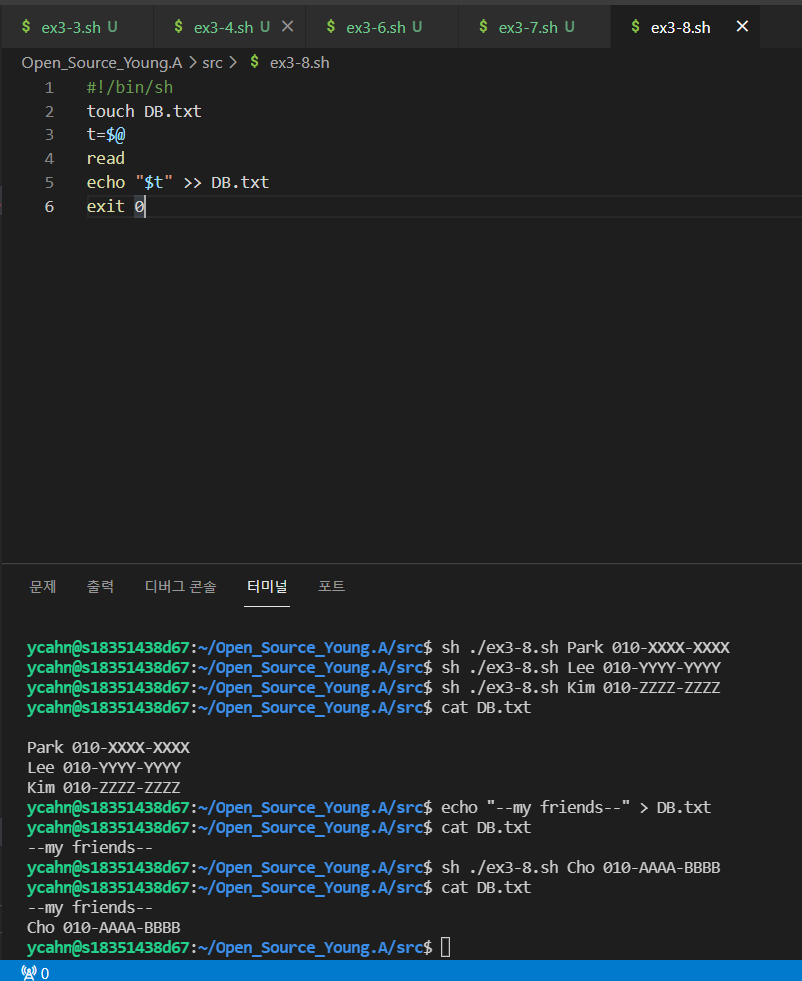 $ ex3-3.sh U $ ex3-4.sh U × $ ex3-6.sh U $ ex3-7.sh U $ ex3-8.sh ×
Open_Source_Young.A > src > $ ex3-8.sh
1 #!/bin/sh
2 touch DB.txt
3 t=$@
4 read
5 echo "$t" >> DB.txt
6 exit 0
문제 출력 디버그 콘솔 터미널 포트
ycahn@s18351438d67:~/Open_Source_Young.A/src$ sh ./ex3-8.sh Park 010-XXXX-XXXX
ycahn@s18351438d67:~/Open_Source_Young.A/src$ sh ./ex3-8.sh Lee 010-YYYY-YYYY
ycahn@s18351438d67:~/Open_Source_Young.A/src$ sh ./ex3-8.sh Kim 010-ZZZZ-ZZZZ
ycahn@s18351438d67:~/Open_Source_Young.A/src$ cat DB.txt
Park 010-XXXX-XXXX
Lee 010-YYYY-YYYY
Kim 010-ZZZZ-ZZZZ
ycahn@s18351438d67:~/Open_Source_Young.A/src$ echo "--my friends--" > DB.txt
ycahn@s18351438d67:~/Open_Source_Young.A/src$ cat DB.txt
--my friends--
ycahn@s18351438d67:~/Open_Source_Young.A/src$ sh ./ex3-8.sh Cho 010-AAAA-BBBB
ycahn@s18351438d67:~/Open_Source_Young.A/src$ cat DB.txt
--my friends--
Cho 010-AAAA-BBBB
ycahn@s18351438d67:~/Open_Source_Young.A/src$
0